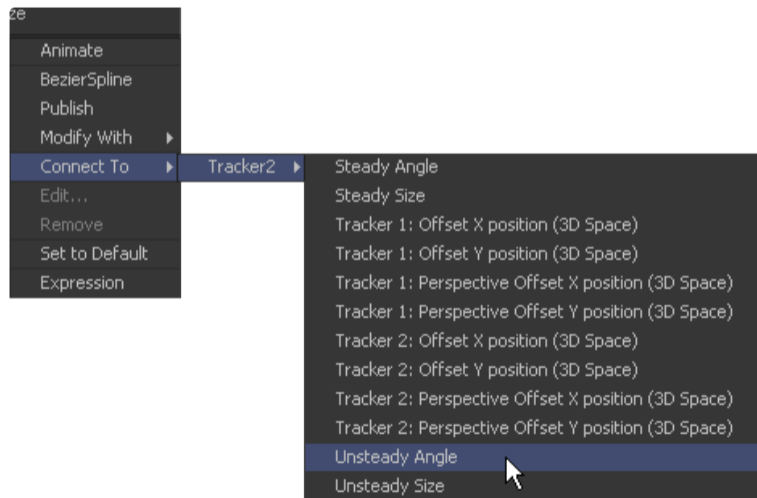 ze
Animate
BezierSpline
Publish
Modify With
Connect To
Edit...
Remove
Set to Default
Expression
Tracker2
Steady Angle
Steady Size
Tracker 1: Offset X position (3D Space)
Tracker 1: Offset Y position (3D Space)
Tracker 1: Perspective Offset X position (3D Space)
Tracker 1: Perspective Offset Y position (3D Space)
Tracker 2: Offset X position (3D Space)
Tracker 2: Offset Y position (3D Space)
Tracker 2: Perspective Offset X position (3D Space)
Tracker 2: Perspective Offset Y position (3D Space)
Unsteady Angle
Unsteady Size